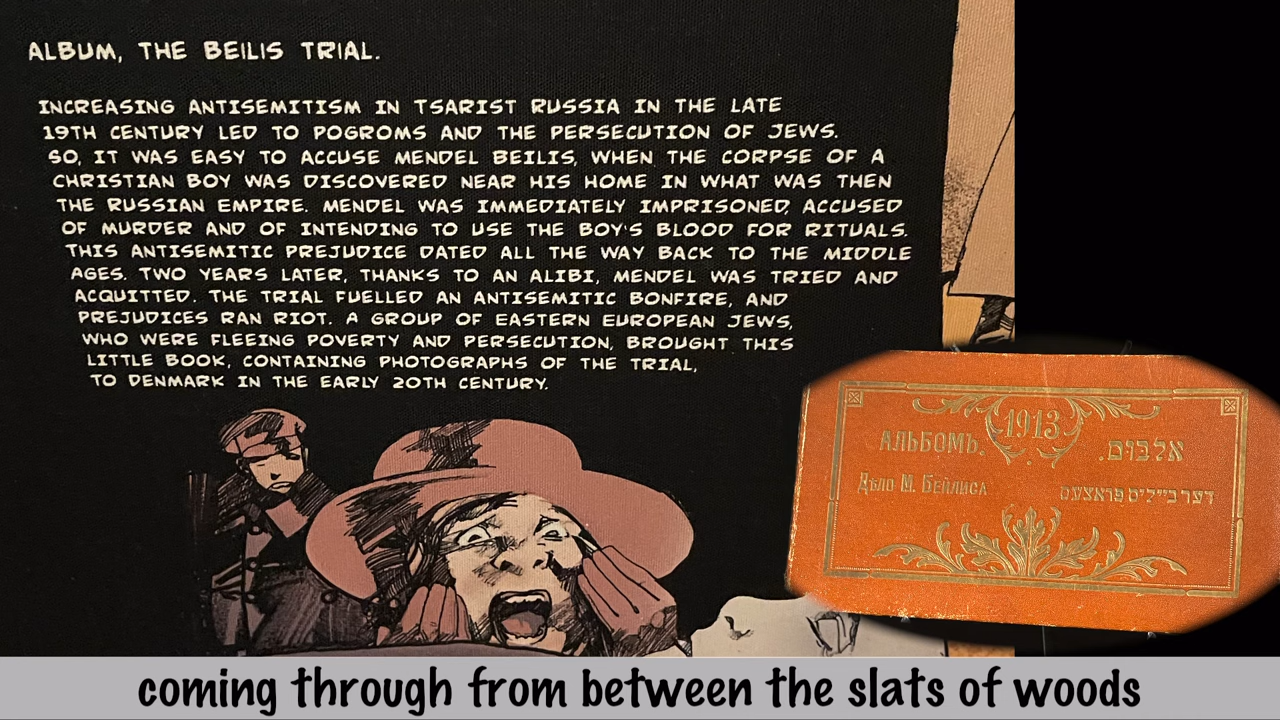 ALBUM, THE BEILIS TRIAL.
INCREASING ANTISEMITISM IN TSARIST RUSSIA IN THE LATE
19TH CENTURY LED TO POGROMS AND THE PERSECUTION OF JEWS.
SO, IT WAS EASY TO ACCUSE MENDEL BEILIS, WHEN THE CORPSE OF A
CHRISTIAN BOY WAS DISCOVERED NEAR HIS HOME IN WHAT WAS THEN
THE RUSSIAN EMPIRE. MENDEL WAS IMMEDIATELY IMPRISONED, ACCUSED
OF MURDER AND OF INTENDING TO USE THE BOY'S BLOOD FOR RITUALS.
THIS ANTISEMITIC PREJUDICE DATED ALL THE WAY BACK TO THE MIDDLE
AGES. TWO YEARS LATER, THANKS TO AN ALIBI, MENDEL WAS TRIED AND
ACQUITTED. THE TRIAL FUELLED AN ANTISEMITIC BONFIRE, AND
PREJUDICES RAN RIOT. A GROUP OF EASTERN EUROPEAN JEWS,
WHO WERE FLEEING POVERTY AND PERSECUTION, BROUGHT THIS
LITTLE BOOK, CONTAINING PHOTOGRAPHS OF THE TRIAL,
TO DENMARK IN THE EARLY 20TH CENTURY.
1913
АЛЬБОМЪ. אלבום.
Дѣло М. Бейлиса דער בייליס פראצעס
coming through from between the slats of woods